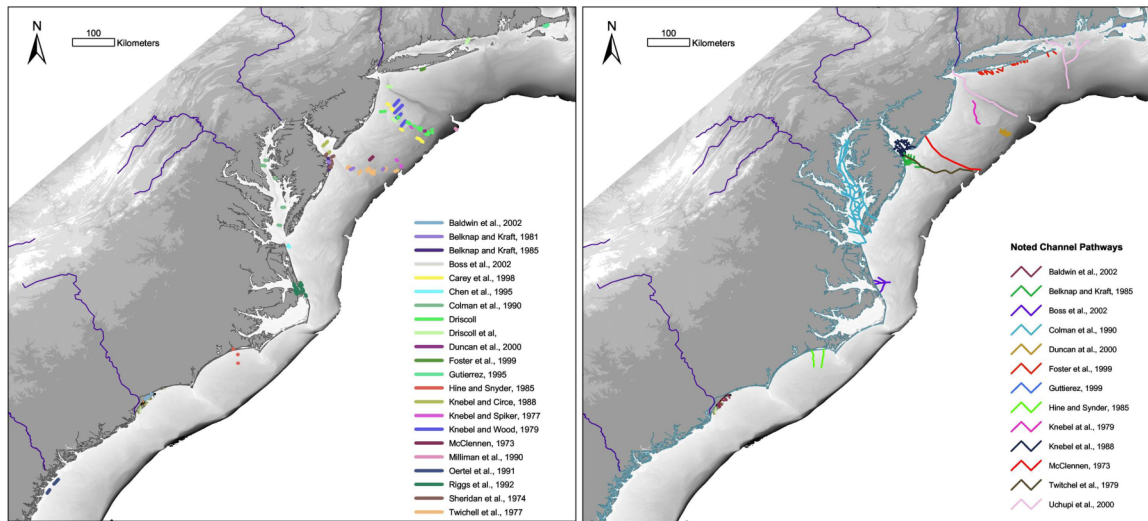 N
100
Kilometers
Baldwin et al., 2002
Belknap and Kraft, 1981
Belknap and Kraft, 1985
Boss et al., 2002
Carey et al., 1998
Chen et al., 1995
Colman et al., 1990
Driscoll
Driscoll et al,
Duncan et al., 2000
Foster et al., 1999
Gutierrez, 1995
Hine and Snyder, 1985
Knebel and Circe, 1988
Knebel and Spiker, 1977
Knebel and Wood, 1979
McClennen, 1973
Milliman et al., 1990
Oertel et al., 1991
Riggs et al., 1992
Sheridan et al., 1974
Twichell et al., 1977
N
100
Kilometers
Noted Channel Pathways
Baldwin et al., 2002
Belknap and Kraft, 1985
Boss et al., 2002
Colman et al., 1990
Duncan at al., 2000
Foster et al., 1999
Guttierez, 1999
Hine and Synder, 1985
Knebel at al., 1979
Knebel et al., 1988
McClennen, 1973
Twitchel et al., 1979
Uchupi et al., 2000